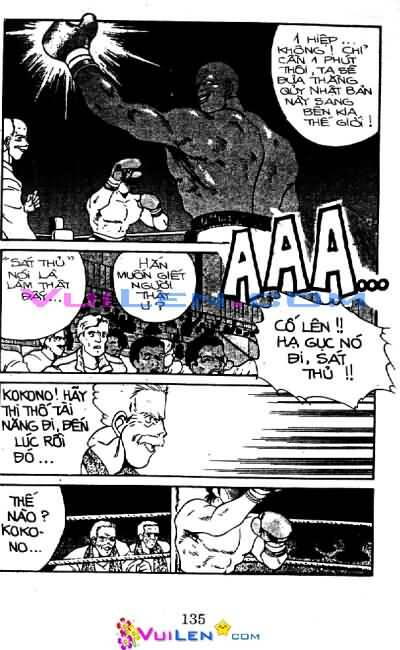 1 HIỆP...
KHÔNG! CHỈ
CẦN 1 PHÚT
THÔI, TA SẼ
ĐƯA THẰNG
QUỶ NHẬT BẢN
NÀY SANG
BÊN KIA
THẾ GIỚI!
AAA...
"SÁT THỦ"
NÓI LÀ
LÀM THẬT
ĐẤY...
HẮN
MUỐN GIẾT
NGƯỜI
THẬT
Ư?
CỐ LÊN!!
HẠ GỤC NÓ
ĐI, SÁT
THỦ!!
VUILEN.COM
KOKONO! HÃY
THI THỐ TÀI
NĂNG ĐI, ĐẾN
LÚC RỒI
ĐÓ...
THẾ
NÀO?
KOKO-
NO...
135
VUILEN.COM